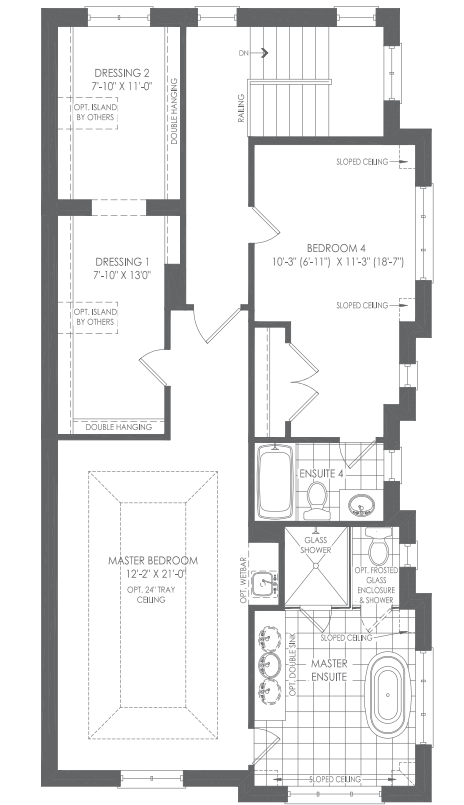 DN
RAILING
DRESSING 2
7'-10" X 11'-0"
OPT. ISLAND
BY OTHERS
DOUBLE HANGING
SLOPED CEILING
BEDROOM 4
10'-3" (6'-11") X 11'-3" (18'-7")
DRESSING 1
7'-10" X 13'0"
OPT. ISLAND
BY OTHERS
SLOPED CEILING
DOUBLE HANGING
ENSUITE 4
GLASS
SHOWER
MASTER BEDROOM
12'-2" X 21'-0"
OPT. 24" TRAY
CEILING
OPT. WETBAR
OPT. FROSTED
GLASS
ENCLOSURE
& SHOWER
SLOPED CEILING
OPT. DOUBLE SINK
MASTER
ENSUITE
SLOPED CEILING